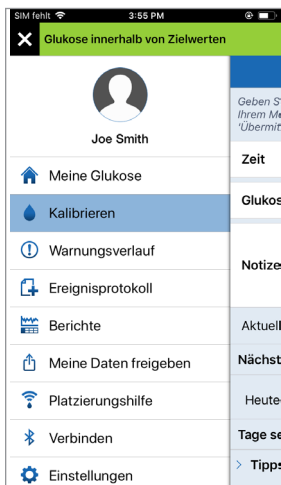 SIM fehlt 3:55 PM
Glukose innerhalb von Zielwerten
Joe Smith
Meine Glukose
Kalibrieren
Warnungsverlauf
Ereignisprotokoll
Berichte
Meine Daten freigeben
Platzierungshilfe
Verbinden
Einstellungen
Geben S
Ihrem Me
'Übermit
Zeit
Glukos
Notize
Aktuell
Nächst
Heute
Tage se
Tipps